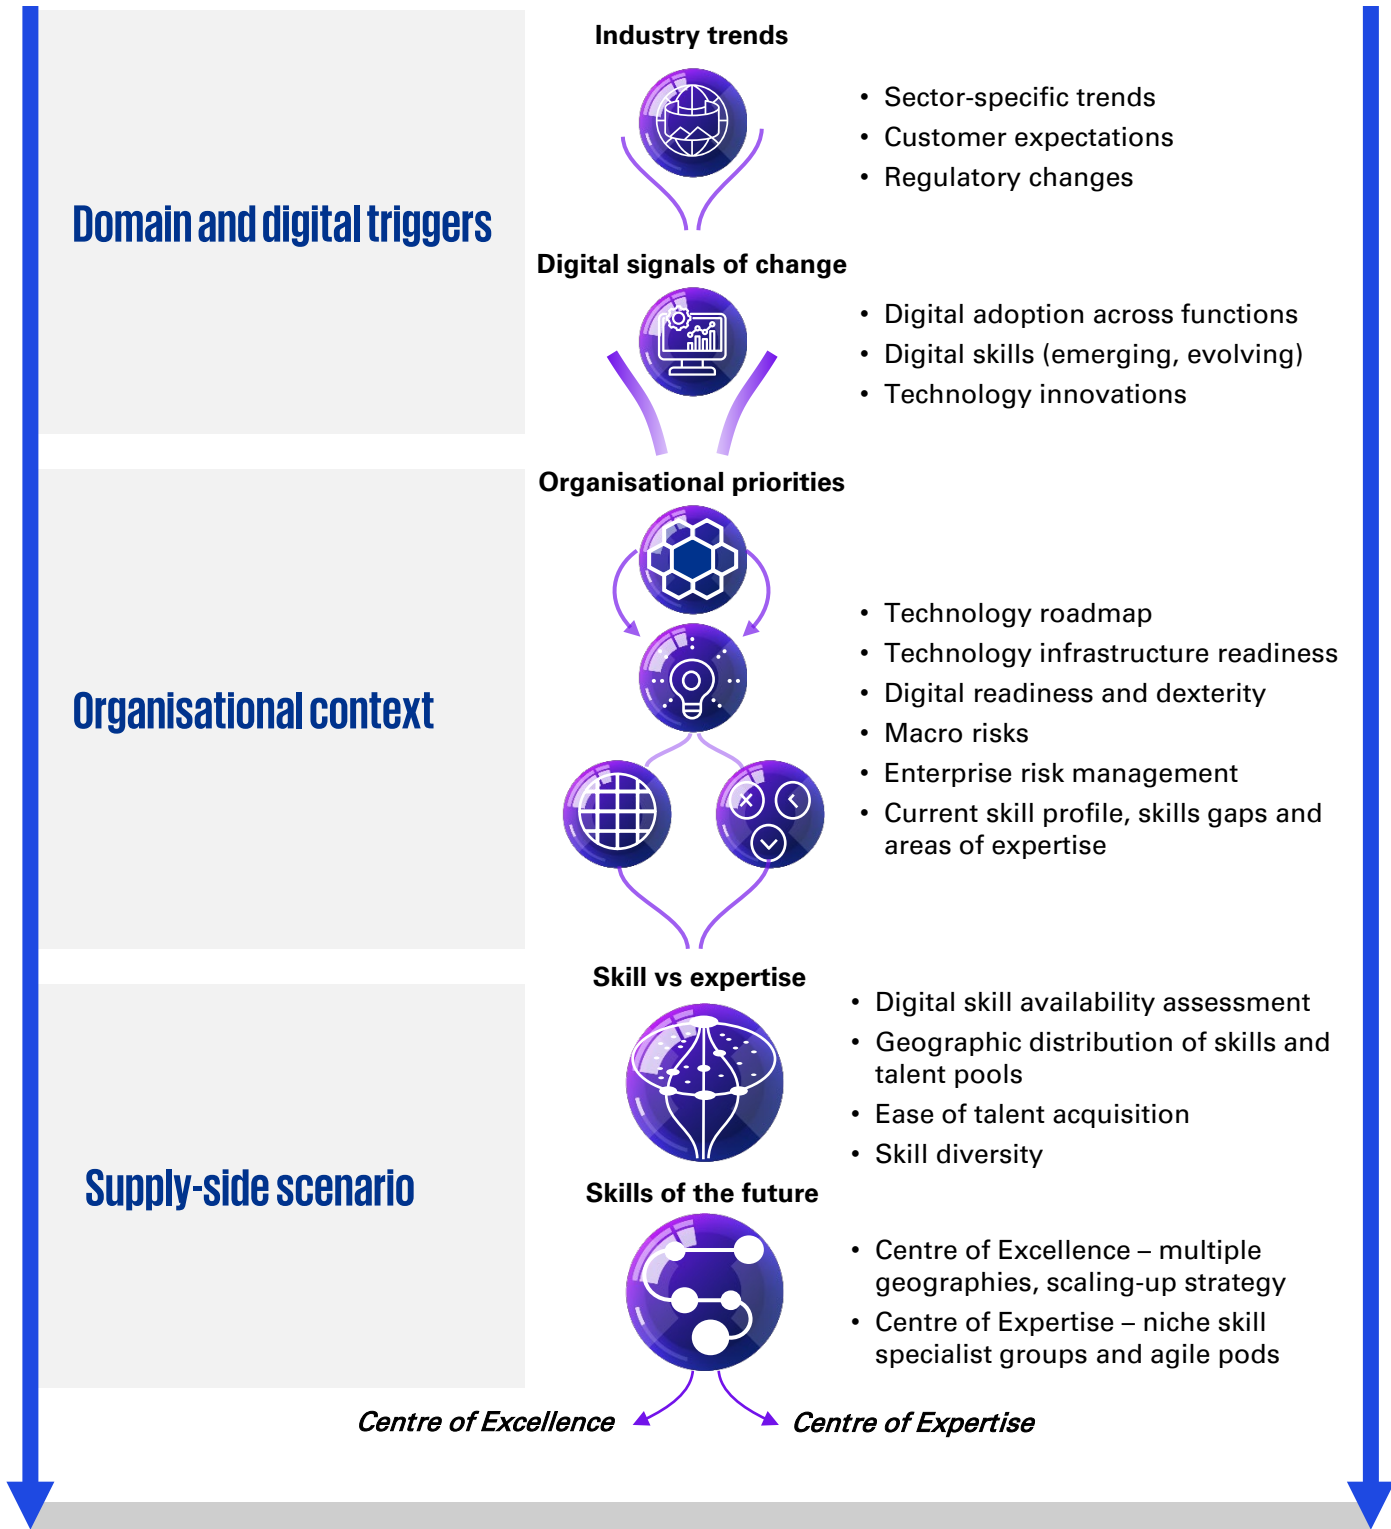 Industry trends
• Sector-specific trends
• Customer expectations
• Regulatory changes
Domain and digital triggers
Digital signals of change
• Digital adoption across functions
• Digital skills (emerging, evolving)
• Technology innovations
Organisational priorities
• Technology roadmap
• Technology infrastructure readiness
• Digital readiness and dexterity
Organisational context
• Macro risks
• Enterprise risk management
• Current skill profile, skills gaps and
areas of expertise
Skill vs expertise
• Digital skill availability assessment
• Geographic distribution of skills and
talent pools
• Ease of talent acquisition
• Skill diversity
Supply-side scenario
Skills of the future
• Centre of Excellence – multiple
geographies, scaling-up strategy
• Centre of Expertise – niche skill
specialist groups and agile pods
Centre of Excellence
Centre of Expertise